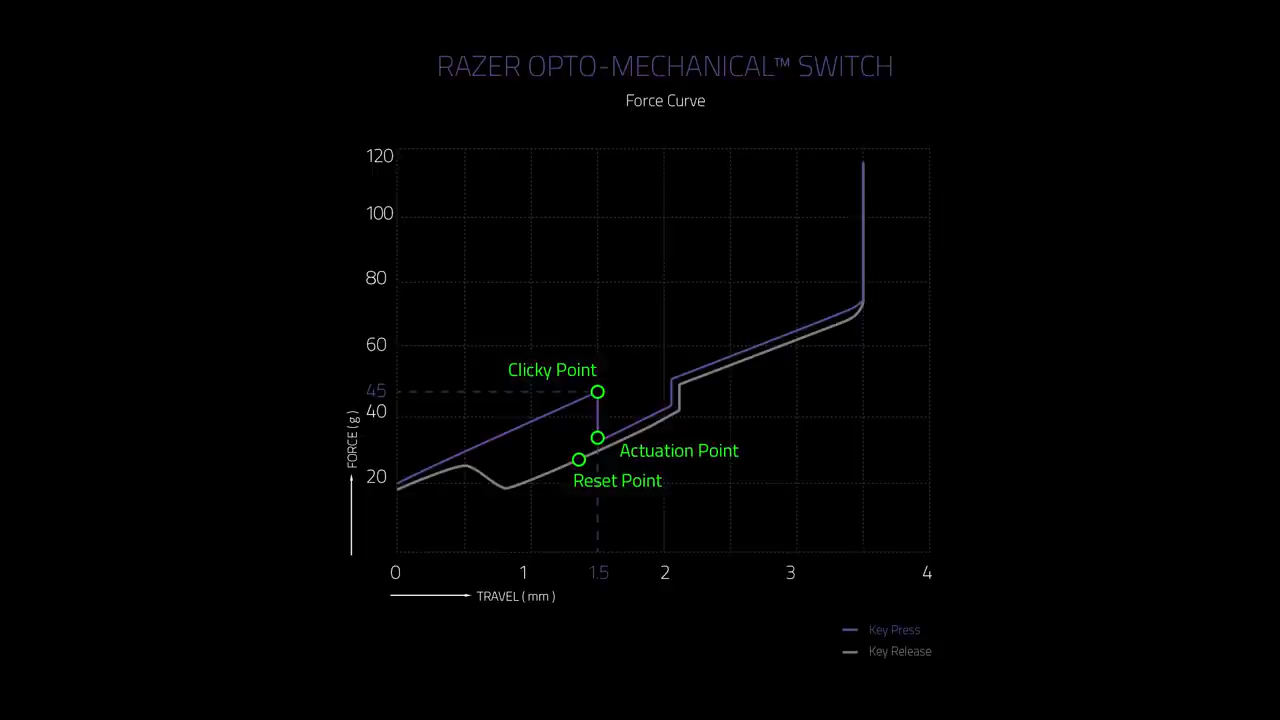 RAZER OPTO-MECHANICAL™ SWITCH
Force Curve
120
100
80
60
45
40
20
FORCE ( g )
Clicky Point
Actuation Point
Reset Point
0 1 1.5 2 3 4
TRAVEL ( mm )
Key Press
Key Release